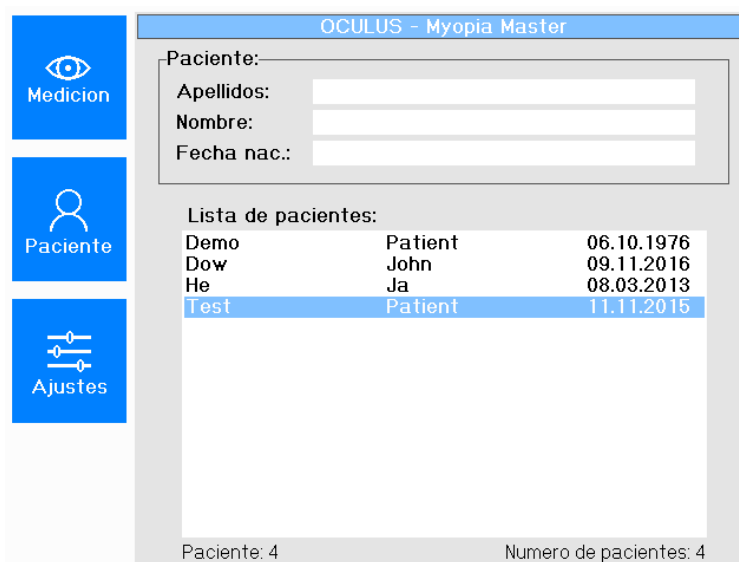 OCULUS - Myopia Master
Medicion
Paciente
Ajustes
Paciente:
Apellidos:
Nombre:
Fecha nac.:
Lista de pacientes:
Demo Patient 06.10.1976
Dow John 09.11.2016
He Ja 08.03.2013
Test Patient 11.11.2015
Paciente: 4 Numero de pacientes: 4